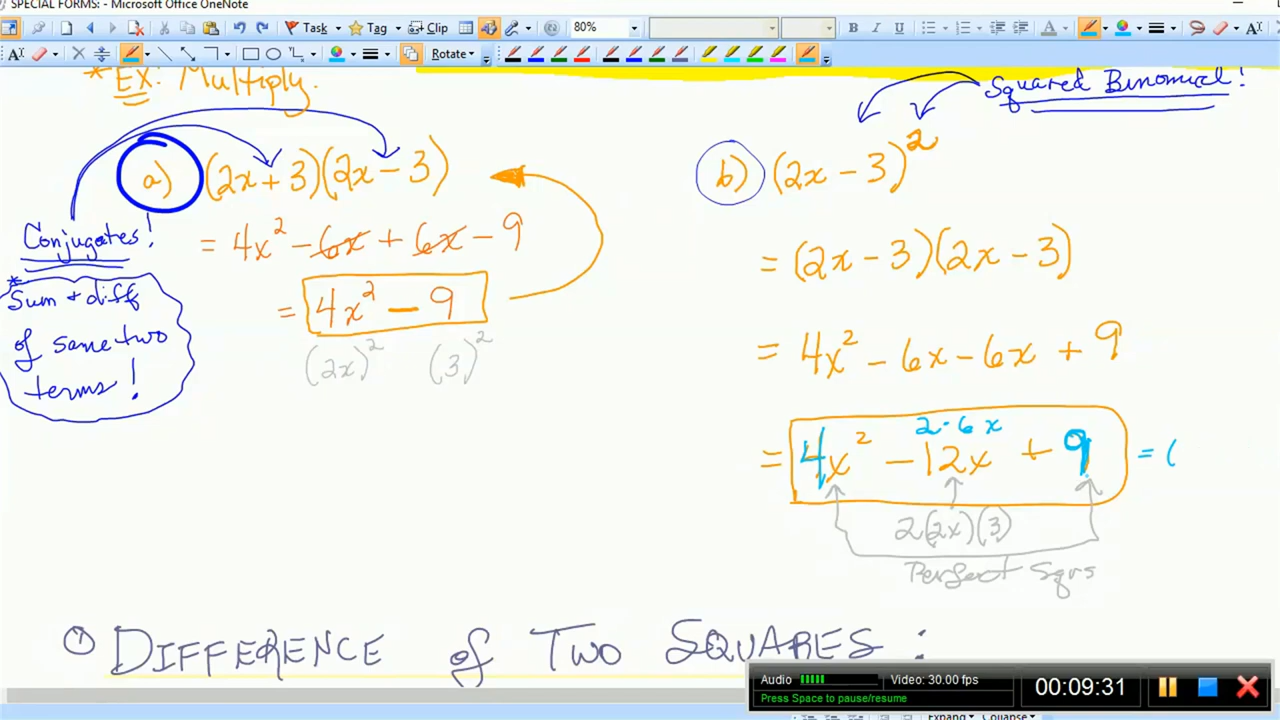 SPECIAL FORMS: - Microsoft Office OneNote
Task Tag Clip 80%
B I U A
A Rotate
* EX: Multiply.
Squared Binomial!
a) (2x + 3)(2x - 3)
= 4x² - 6x + 6x - 9
= 4x² - 9
(2x)² (3)²
Conjugates!
* Sum + diff
of same two
terms!
b) (2x - 3)²
= (2x - 3)(2x - 3)
= 4x² - 6x - 6x + 9
2·6x
= 4x² - 12x + 9 = (
2(2x)(3)
Perfect Sqrs
① DIFFERENCE of TWO SQUARES:
Audio Video: 30.00 fps
Press Space to pause/resume
00:09:31
Expand Collapse